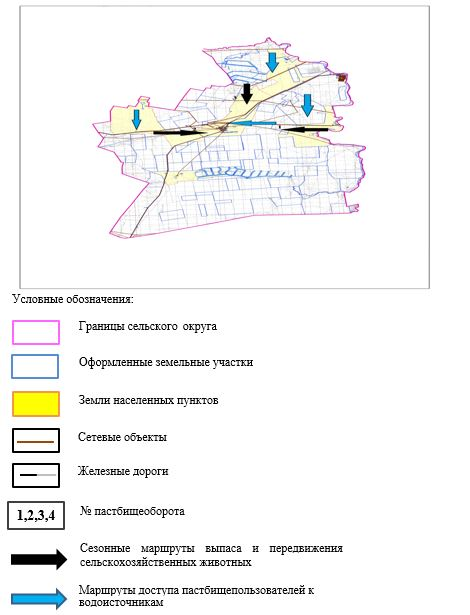 Условные обозначения:
Границы сельского округа
Оформленные земельные участки
Земли населенных пунктов
Сетевые объекты
Железные дороги
1,2,3,4
№ пастбищеоборота
Сезонные маршруты выпаса и передвижения
сельскохозяйственных животных
Маршруты доступа пастбищепользователей к
водоисточникам